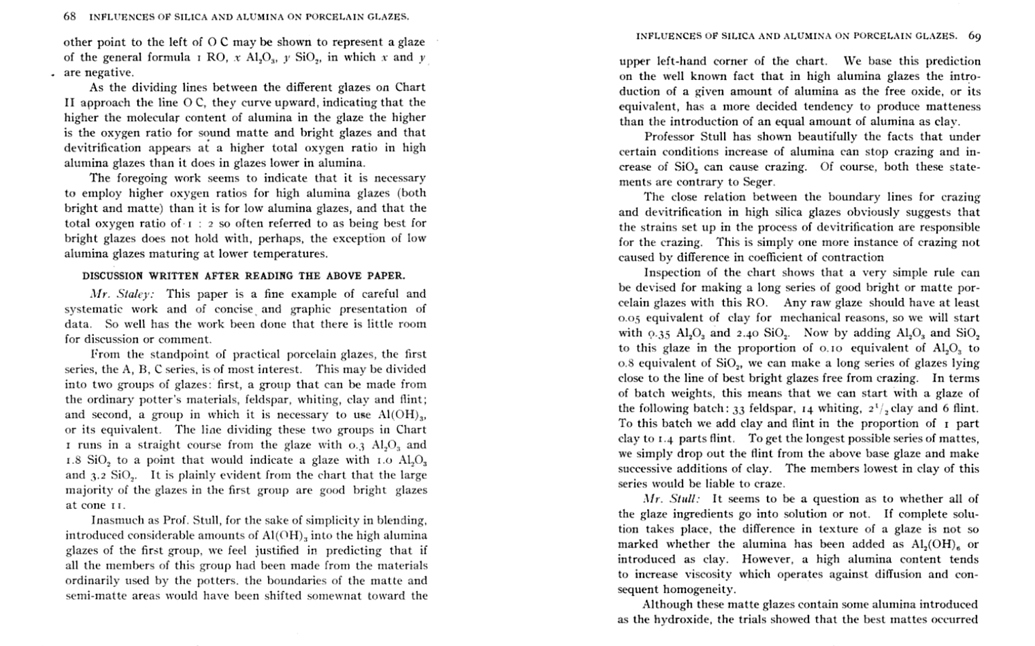 68 INFLUENCES OF SILICA AND ALUMINA ON PORCELAIN GLAZES.
other point to the left of O C may be shown to represent a glaze
of the general formula 1 RO, x Al₂O₃, y SiO₂, in which x and y
are negative.
As the dividing lines between the different glazes on Chart
II approach the line O C, they curve upward, indicating that the
higher the molecular content of alumina in the glaze the higher
is the oxygen ratio for sound matte and bright glazes and that
devitrification appears at a higher total oxygen ratio in high
alumina glazes than it does in glazes lower in alumina.
The foregoing work seems to indicate that it is necessary
to employ higher oxygen ratios for high alumina glazes (both
bright and matte) than it is for low alumina glazes, and that the
total oxygen ratio of 1 : 2 so often referred to as being best for
bright glazes does not hold with, perhaps, the exception of low
alumina glazes maturing at lower temperatures.
DISCUSSION WRITTEN AFTER READING THE ABOVE PAPER.
Mr. Staley: This paper is a fine example of careful and
systematic work and of concise and graphic presentation of
data. So well has the work been done that there is little room
for discussion or comment.
From the standpoint of practical porcelain glazes, the first
series, the A, B, C series, is of most interest. This may be divided
into two groups of glazes: first, a group that can be made from
the ordinary potter's materials, feldspar, whiting, clay and flint;
and second, a group in which it is necessary to use Al(OH)₃,
or its equivalent. The line dividing these two groups in Chart
1 runs in a straight course from the glaze with 0.3 Al₂O₃ and
1.8 SiO₂ to a point that would indicate a glaze with 1.0 Al₂O₃
and 3.2 SiO₂. It is plainly evident from the chart that the large
majority of the glazes in the first group are good bright glazes
at cone 11.
Inasmuch as Prof. Stull, for the sake of simplicity in blending,
introduced considerable amounts of Al(OH)₃ into the high alumina
glazes of the first group, we feel justified in predicting that if
all the members of this group had been made from the materials
ordinarily used by the potters, the boundaries of the matte and
semi-matte areas would have been shifted somewnat toward the
INFLUENCES OF SILICA AND ALUMINA ON PORCELAIN GLAZES. 69
upper left-hand corner of the chart. We base this prediction
on the well known fact that in high alumina glazes the intro-
duction of a given amount of alumina as the free oxide, or its
equivalent, has a more decided tendency to produce matteness
than the introduction of an equal amount of alumina as clay.
Professor Stull has shown beautifully the facts that under
certain conditions increase of alumina can stop crazing and in-
crease of SiO₂ can cause crazing. Of course, both these state-
ments are contrary to Seger.
The close relation between the boundary lines for crazing
and devitrification in high silica glazes obviously suggests that
the strains set up in the process of devitrification are responsible
for the crazing. This is simply one more instance of crazing not
caused by difference in coefficient of contraction
Inspection of the chart shows that a very simple rule can
be devised for making a long series of good bright or matte por-
celain glazes with this RO. Any raw glaze should have at least
0.05 equivalent of clay for mechanical reasons, so we will start
with 0.35 Al₂O₃ and 2.40 SiO₂. Now by adding Al₂O₃ and SiO₂
to this glaze in the proportion of 0.10 equivalent of Al₂O₃ to
0.8 equivalent of SiO₂, we can make a long series of glazes lying
close to the line of best bright glazes free from crazing. In terms
of batch weights, this means that we can start with a glaze of
the following batch: 33 feldspar, 14 whiting, 2¹/₂ clay and 6 flint.
To this batch we add clay and flint in the proportion of 1 part
clay to 1.4 parts flint. To get the longest possible series of mattes,
we simply drop out the flint from the above base glaze and make
successive additions of clay. The members lowest in clay of this
series would be liable to craze.
Mr. Stull: It seems to be a question as to whether all of
the glaze ingredients go into solution or not. If complete solu-
tion takes place, the difference in texture of a glaze is not so
marked whether the alumina has been added as Al₂(OH)₆ or
introduced as clay. However, a high alumina content tends
to increase viscosity which operates against diffusion and con-
sequent homogeneity.
Although these matte glazes contain some alumina introduced
as the hydroxide, the trials showed that the best mattes occurred